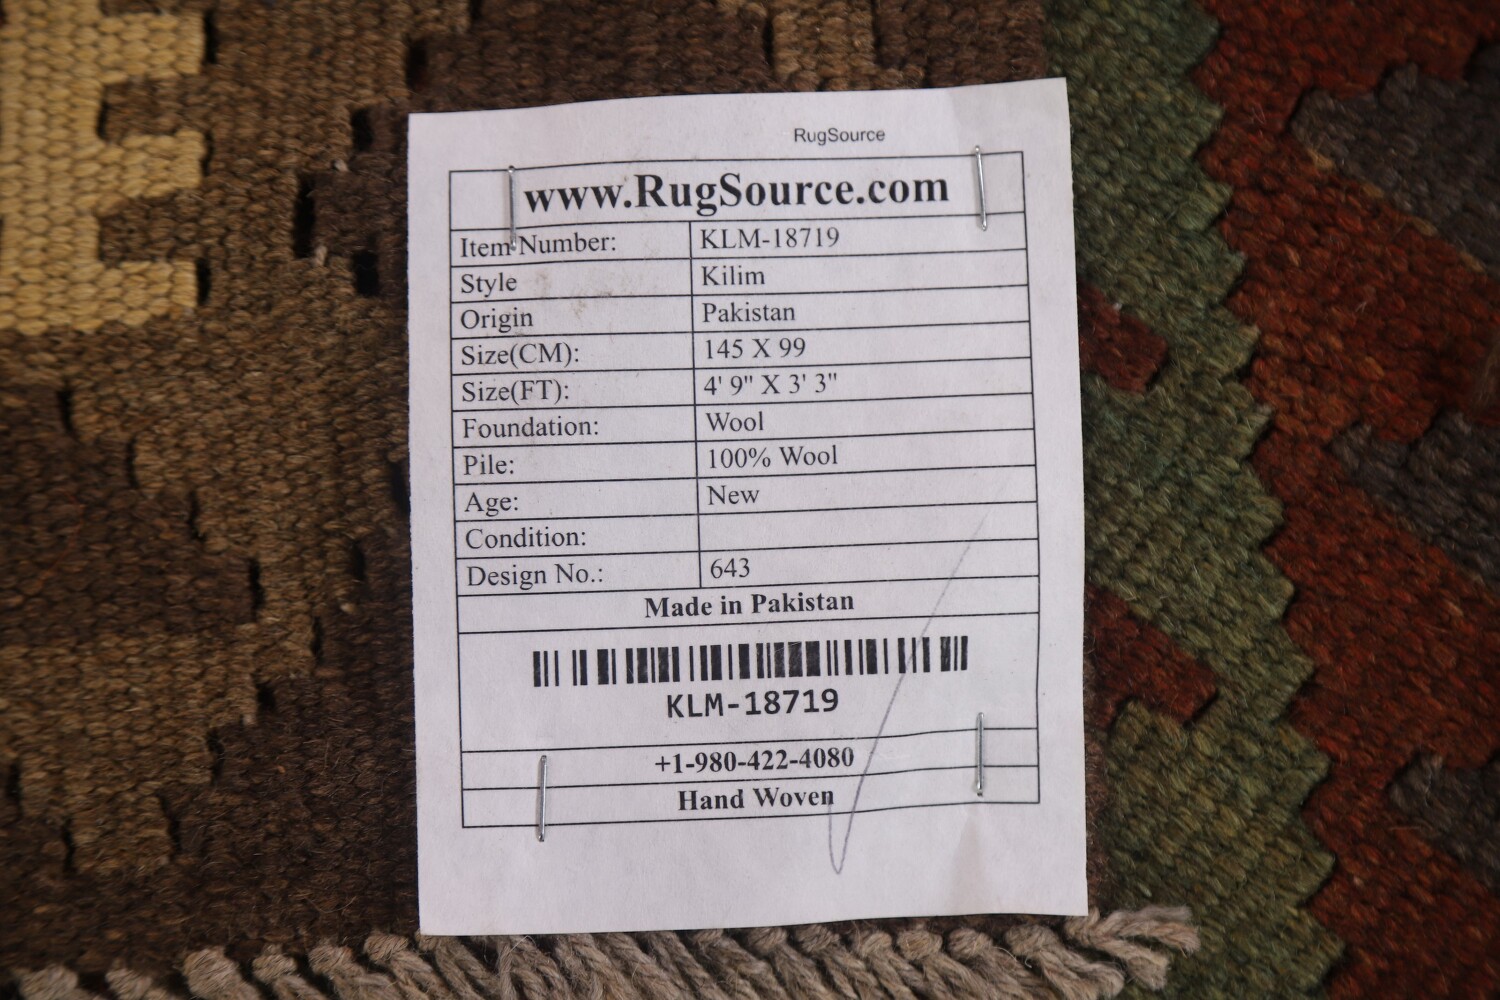 RugSource
www.RugSource.com
Item Number: KLM-18719
Style Kilim
Origin Pakistan
Size(CM): 145 X 99
Size(FT): 4' 9" X 3' 3"
Foundation: Wool
Pile: 100% Wool
Age: New
Condition:
Design No.: 643
Made in Pakistan
KLM-18719
+1-980-422-4080
Hand Woven